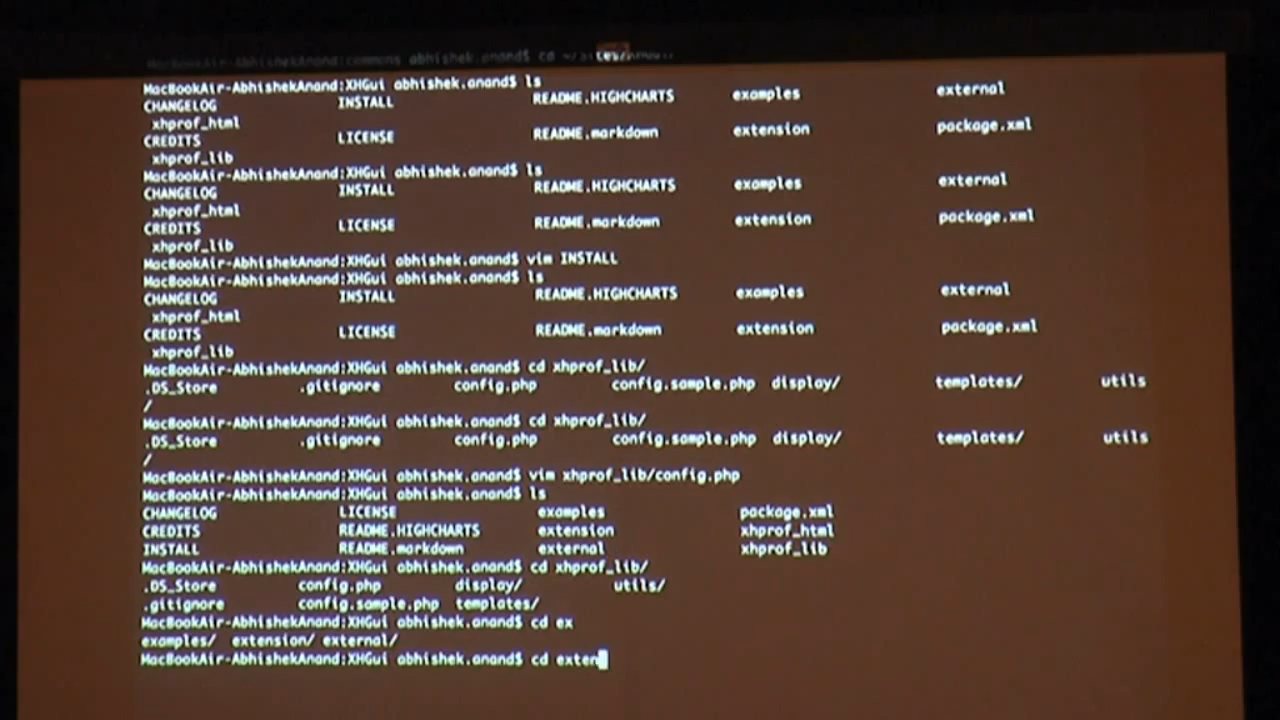 abhishek.anand$ cd
MacBookAir-AbhishekAnand:XHGui abhishek.anand$ ls
CHANGELOG INSTALL README.HIGHCHARTS examples external
xhprof_html
CREDITS LICENSE README.markdown extension package.xml
xhprof_lib
MacBookAir-AbhishekAnand:XHGui abhishek.anand$ ls
CHANGELOG INSTALL README.HIGHCHARTS examples external
xhprof_html
CREDITS LICENSE README.markdown extension package.xml
xhprof_lib
MacBookAir-AbhishekAnand:XHGui abhishek.anand$ vim INSTALL
MacBookAir-AbhishekAnand:XHGui abhishek.anand$ ls
CHANGELOG INSTALL README.HIGHCHARTS examples external
xhprof_html
CREDITS LICENSE README.markdown extension package.xml
xhprof_lib
MacBookAir-AbhishekAnand:XHGui abhishek.anand$ cd xhprof_lib/
.DS_Store .gitignore config.php config.sample.php display/ templates/ utils
/
MacBookAir-AbhishekAnand:XHGui abhishek.anand$ cd xhprof_lib/
.DS_Store .gitignore config.php config.sample.php display/ templates/ utils
/
MacBookAir-AbhishekAnand:XHGui abhishek.anand$ vim xhprof_lib/config.php
MacBookAir-AbhishekAnand:XHGui abhishek.anand$ ls
CHANGELOG LICENSE examples package.xml
CREDITS README.HIGHCHARTS extension xhprof_html
INSTALL README.markdown external xhprof_lib
MacBookAir-AbhishekAnand:XHGui abhishek.anand$ cd xhprof_lib/
.DS_Store config.php display/ utils/
.gitignore config.sample.php templates/
MacBookAir-AbhishekAnand:XHGui abhishek.anand$ cd ex
examples/ extension/ external/
MacBookAir-AbhishekAnand:XHGui abhishek.anand$ cd exten